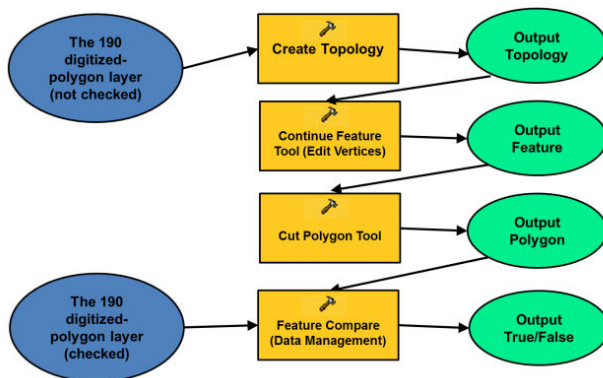 The 190
digitized-
polygon layer
(not checked)
Create Topology
Output
Topology
Continue Feature
Tool (Edit Vertices)
Output
Feature
Cut Polygon Tool
Output
Polygon
The 190
digitized-
polygon layer
(checked)
Feature Compare
(Data Management)
Output
True/False